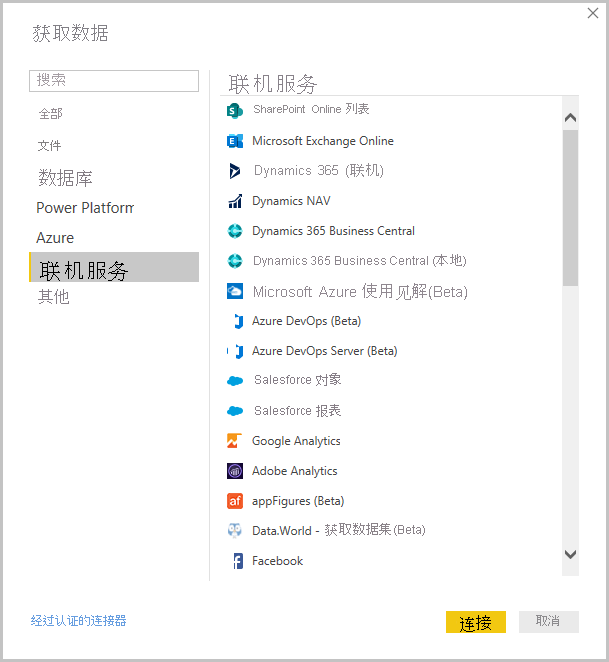 获取数据
搜索
全部
文件
数据库
Power Platform
Azure
联机服务
其他
联机服务
SharePoint Online 列表
Microsoft Exchange Online
Dynamics 365 (联机)
Dynamics NAV
Dynamics 365 Business Central
Dynamics 365 Business Central (本地)
Microsoft Azure 使用见解(Beta)
Azure DevOps (Beta)
Azure DevOps Server (Beta)
Salesforce 对象
Salesforce 报表
Google Analytics
Adobe Analytics
appFigures (Beta)
Data.World - 获取数据集(Beta)
Facebook
经过认证的连接器
连接
取消